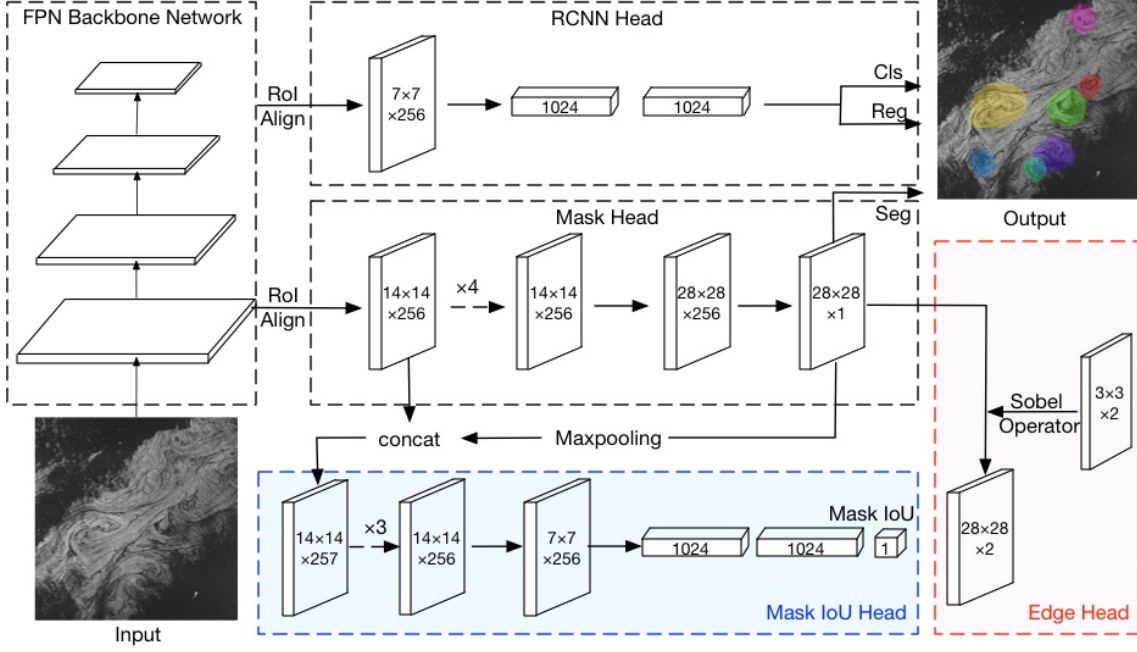 FPN Backbone Network
RoI
Align
RoI
Align
Input
RCNN Head
7×7
×256
1024
1024
Cls
Reg
Output
Mask Head
14×14
×256
×4
14×14
×256
28×28
×256
28×28
×1
Seg
concat
Maxpooling
14×14
×257
×3
14×14
×256
7×7
×256
1024
1024
Mask IoU
1
Mask IoU Head
3×3
×2
Sobel
Operator
28×28
×2
Edge Head